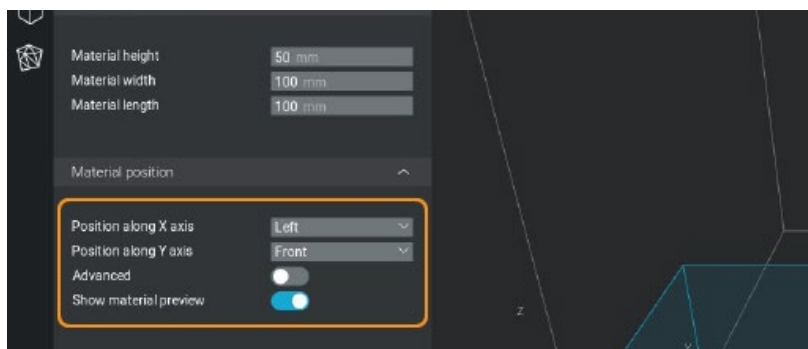 Material height 50 mm
Material width 100 mm
Material length 100 mm
Material position
Position along X axis Left
Position along Y axis Front
Advanced
Show material preview
Z